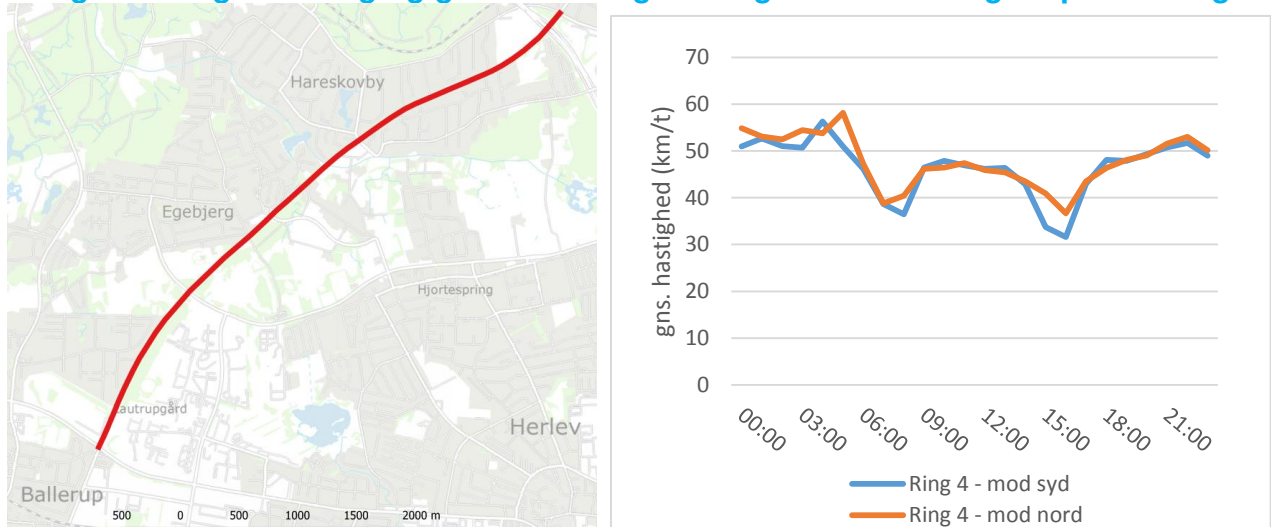 Hareskovby
Egebjerg
Hjortespring
autrupgård
Herlev
Ballerup
500 0 500 1000 1500 2000 m
gns. hastighed (km/t)
70
60
50
40
30
20
10
0
00:00
03:00
06:00
09:00
12:00
15:00
18:00
21:00
Ring 4 - mod syd
Ring 4 - mod nord